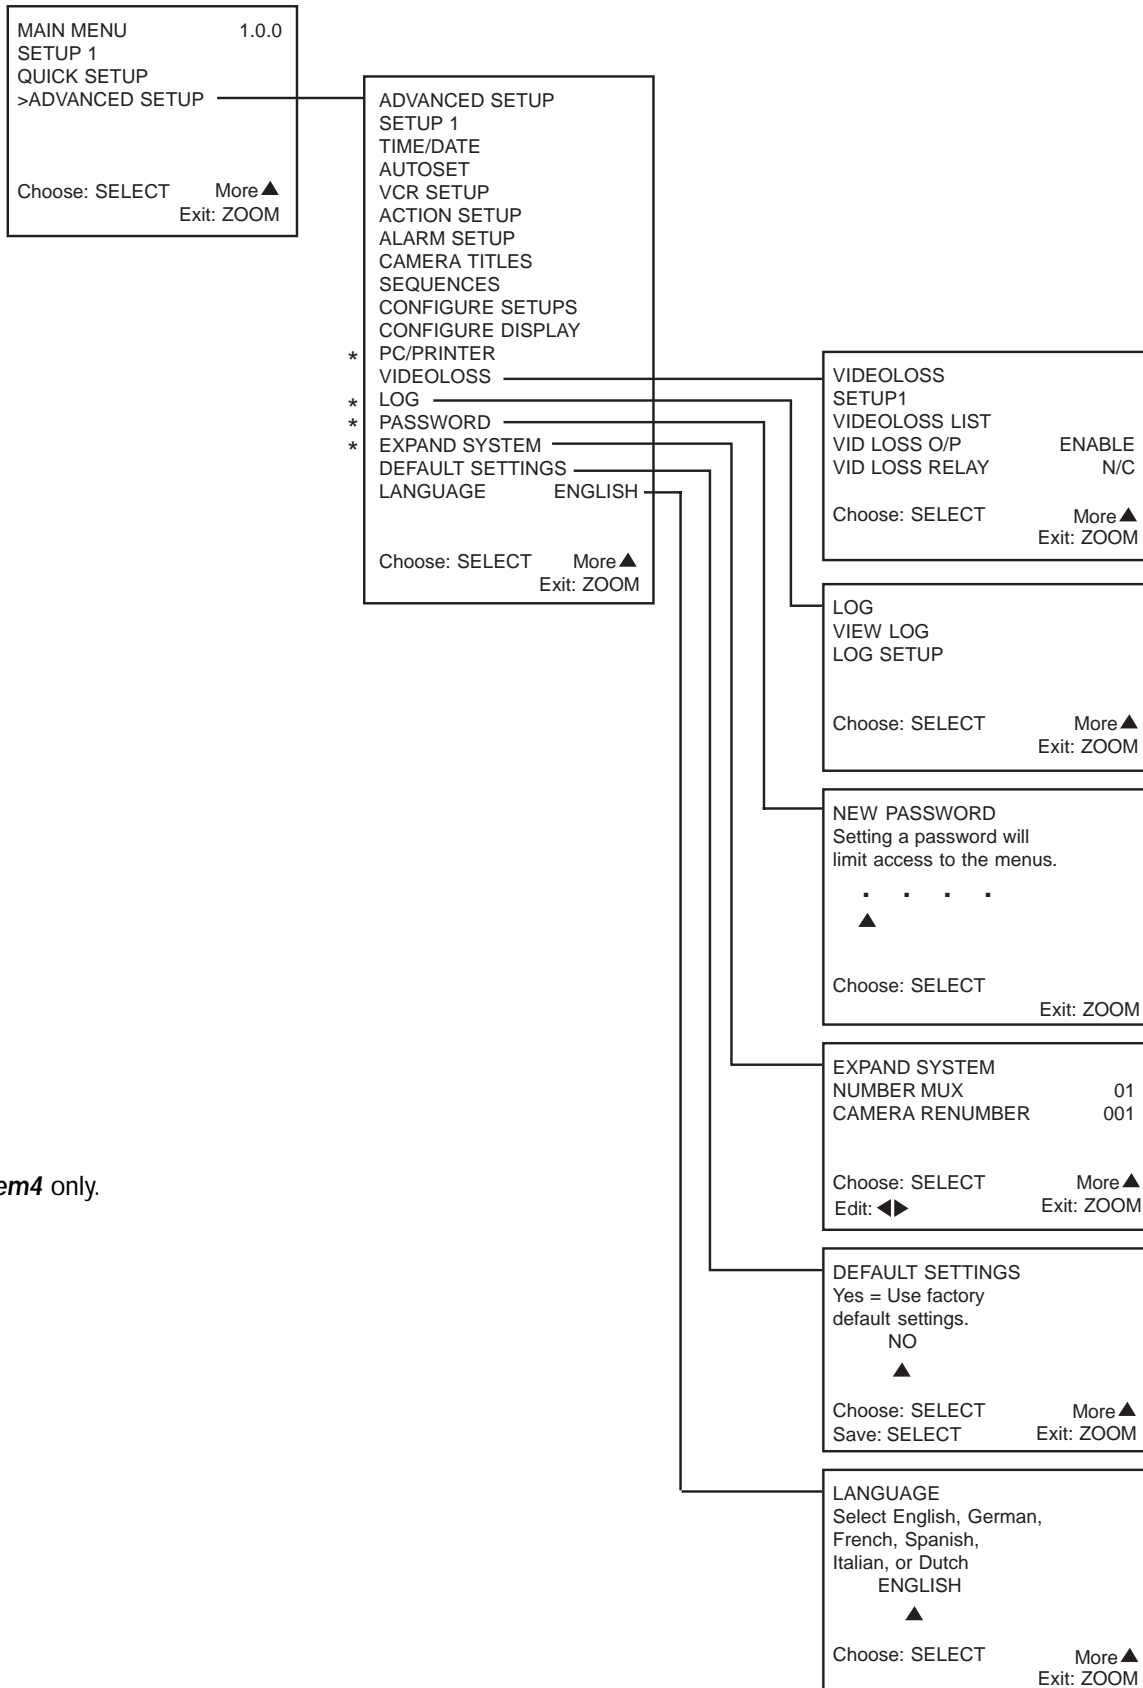 MAIN MENU 1.0.0
SETUP 1
QUICK SETUP
>ADVANCED SETUP
Choose: SELECT More▲
Exit: ZOOM
ADVANCED SETUP
SETUP 1
TIME/DATE
AUTOSET
VCR SETUP
ACTION SETUP
ALARM SETUP
CAMERA TITLES
SEQUENCES
CONFIGURE SETUPS
CONFIGURE DISPLAY
* PC/PRINTER
VIDEOLOSS
* LOG
* PASSWORD
* EXPAND SYSTEM
DEFAULT SETTINGS
LANGUAGE ENGLISH
Choose: SELECT More▲
Exit: ZOOM
VIDEOLOSS
SETUP1
VIDEOLOSS LIST
VID LOSS O/P ENABLE
VID LOSS RELAY N/C
Choose: SELECT More▲
Exit: ZOOM
LOG
VIEW LOG
LOG SETUP
Choose: SELECT More▲
Exit: ZOOM
NEW PASSWORD
Setting a password will
limit access to the menus.
. . . .
▲
Choose: SELECT
Exit: ZOOM
EXPAND SYSTEM
NUMBER MUX 01
CAMERA RENUMBER 001
Choose: SELECT More▲
Edit: ◀▶ Exit: ZOOM
DEFAULT SETTINGS
Yes = Use factory
default settings.
NO
▲
Choose: SELECT More▲
Save: SELECT Exit: ZOOM
LANGUAGE
Select English, German,
French, Spanish,
Italian, or Dutch
ENGLISH
▲
Choose: SELECT More▲
Exit: ZOOM
em4 only.